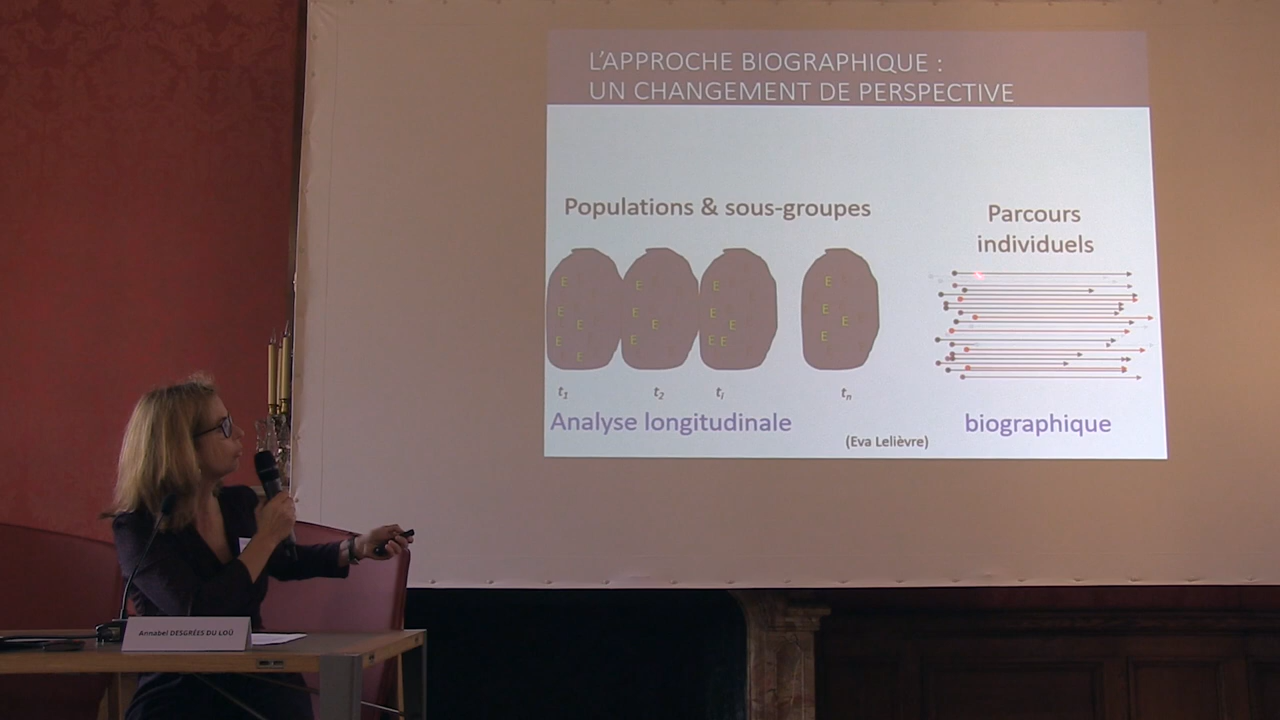 L'APPROCHE BIOGRAPHIQUE :
UN CHANGEMENT DE PERSPECTIVE
Populations & sous-groupes
Parcours
individuels
E E E E
E E E E
E E E E
E E E E E
E
t1 t2 ti tn
Analyse longitudinale
biographique
(Eva Lelièvre)
Annabel DESGRÉES DU LOÛ